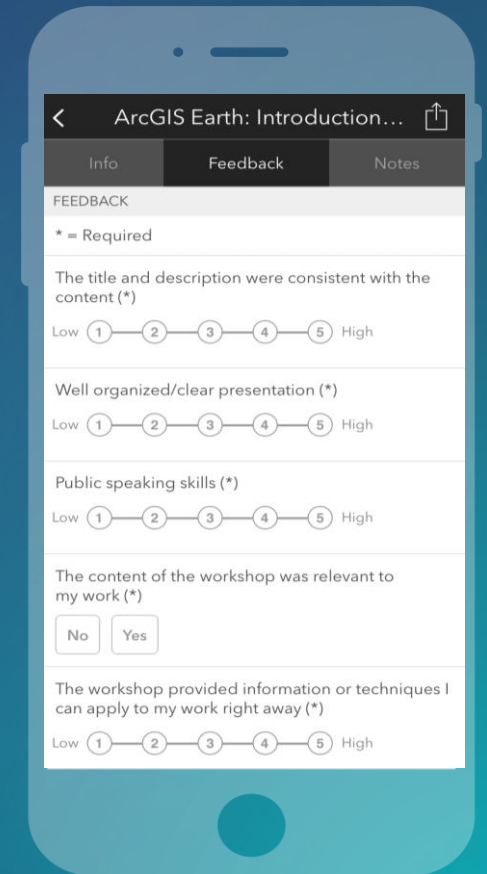 ArcGIS Earth: Introduction...
Info Feedback Notes
FEEDBACK
* = Required
The title and description were consistent with the
content (*)
Low 1 2 3 4 5 High
Well organized/clear presentation (*)
Low 1 2 3 4 5 High
Public speaking skills (*)
Low 1 2 3 4 5 High
The content of the workshop was relevant to
my work (*)
No Yes
The workshop provided information or techniques I
can apply to my work right away (*)
Low 1 2 3 4 5 High